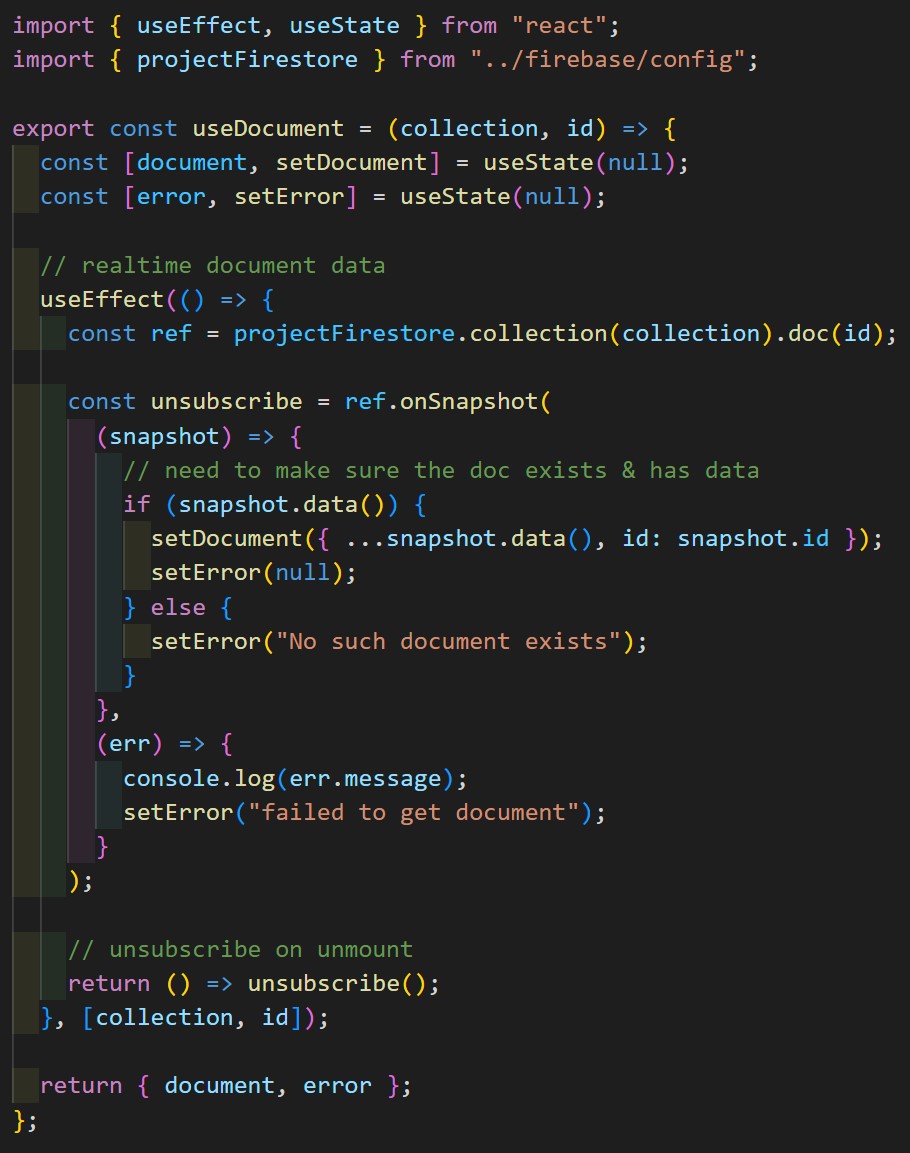 import { useEffect, useState } from "react";
import { projectFirestore } from "../firebase/config";

export const useDocument = (collection, id) => {
  const [document, setDocument] = useState(null);
  const [error, setError] = useState(null);

  // realtime document data
  useEffect(() => {
    const ref = projectFirestore.collection(collection).doc(id);

    const unsubscribe = ref.onSnapshot(
      (snapshot) => {
        // need to make sure the doc exists & has data
        if (snapshot.data()) {
          setDocument({ ...snapshot.data(), id: snapshot.id });
          setError(null);
        } else {
          setError("No such document exists");
        }
      },
      (err) => {
        console.log(err.message);
        setError("failed to get document");
      }
    );

    // unsubscribe on unmount
    return () => unsubscribe();
  }, [collection, id]);

  return { document, error };
};